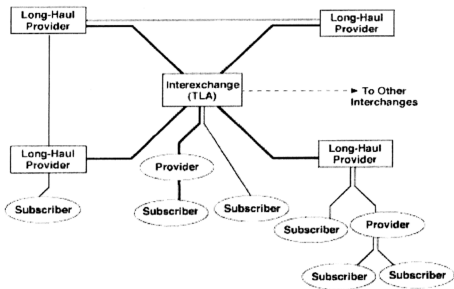 Long-Haul
Provider
Long-Haul
Provider
Interexchange
(TLA)
To Other
Interchanges
Long-Haul
Provider
Provider
Long-Haul
Provider
Subscriber
Subscriber
Subscriber
Subscriber
Provider
Subscriber
Subscriber